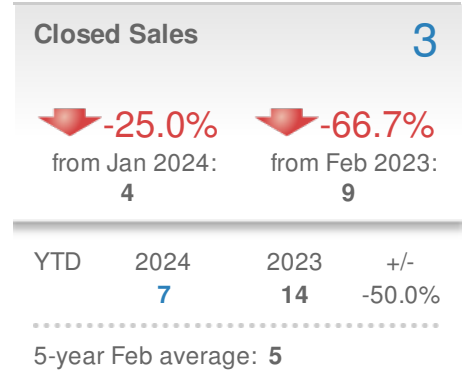 Closed Sales 3
-25.0% -66.7%
from Jan 2024: from Feb 2023:
4 9
YTD 2024 2023 +/-
7 14 -50.0%
5-year Feb average: 5